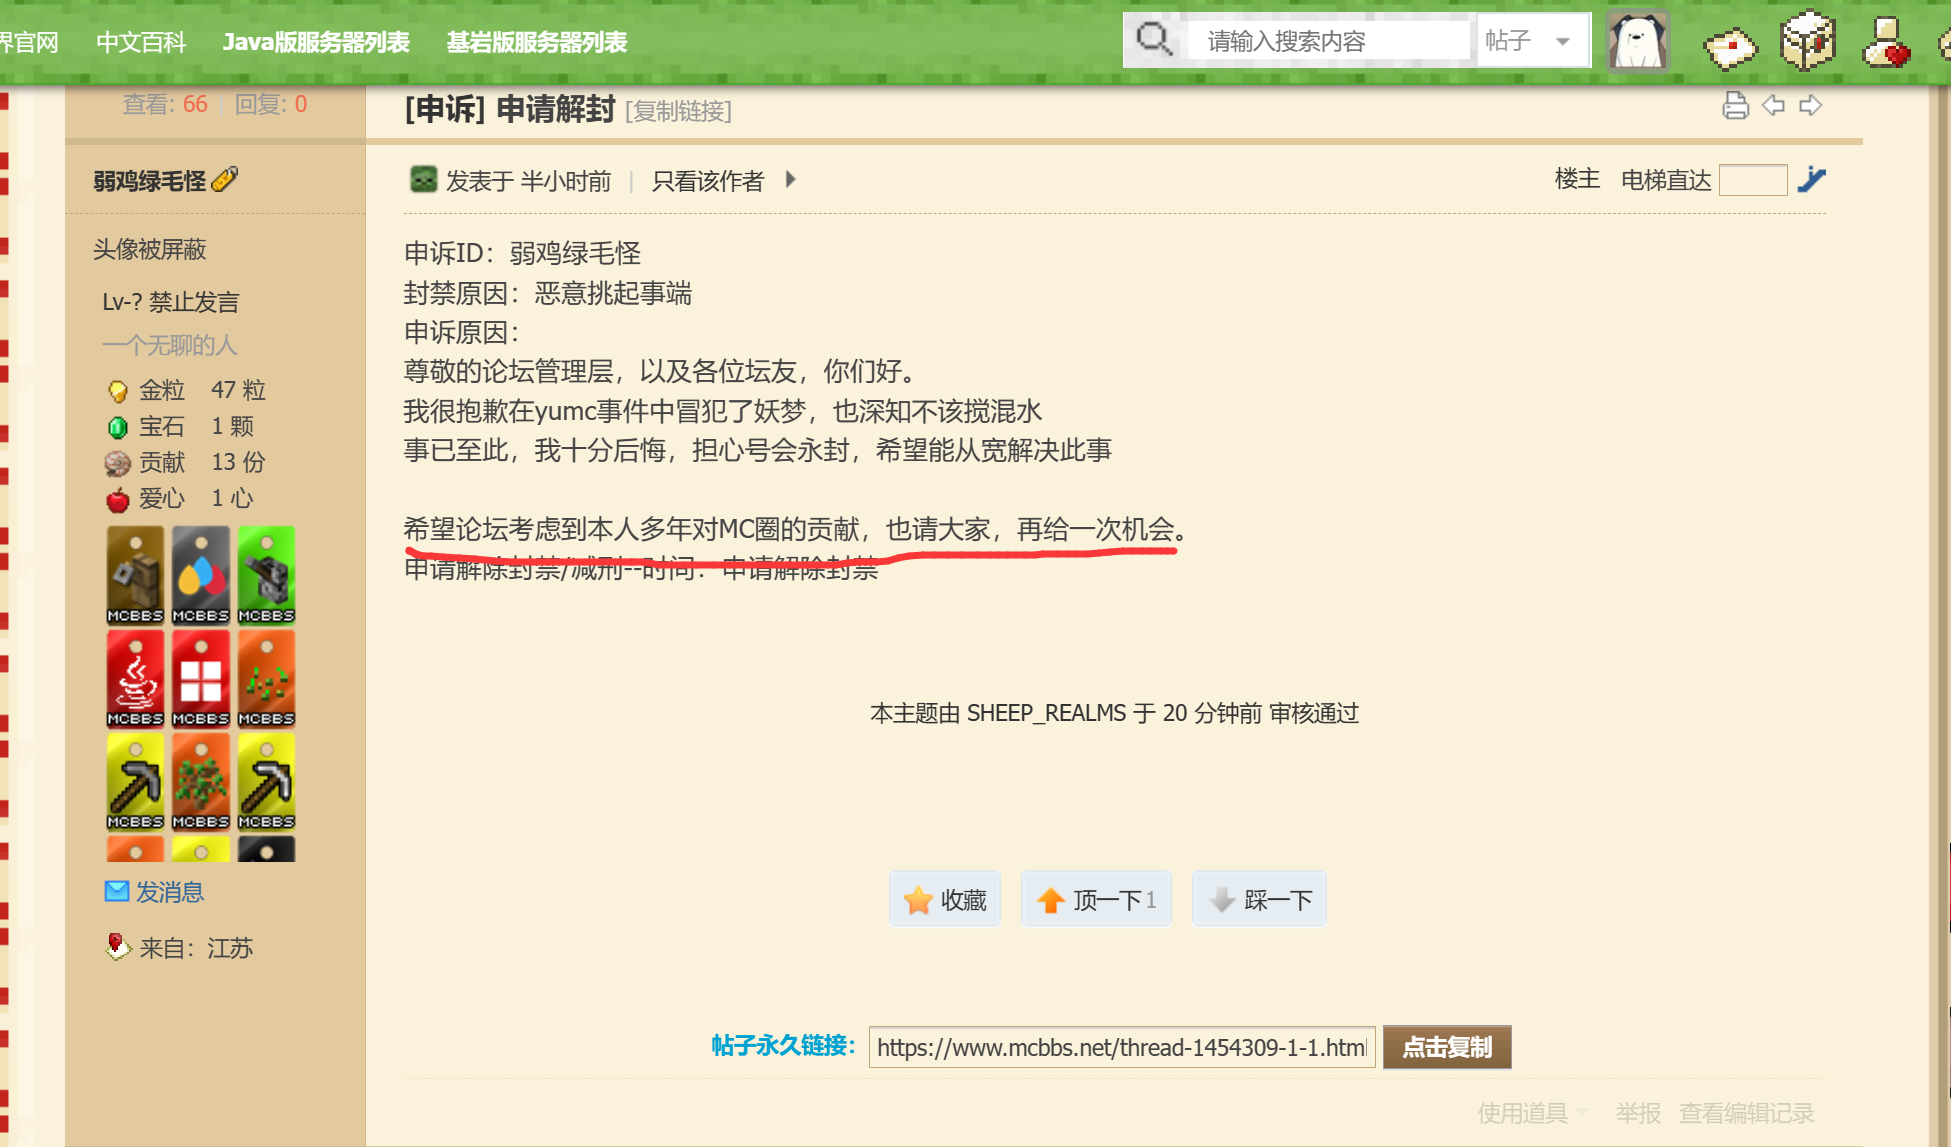 界官网 中文百科 Java版服务器列表 基岩版服务器列表 请输入搜索内容 帖子
查看: 66 回复: 0
[申诉] 申请解封 [复制链接]
弱鸡绿毛怪
发表于 半小时前 | 只看该作者
楼主 电梯直达
头像被屏蔽
Lv-? 禁止发言
一个无聊的人
金粒 47 粒
宝石 1 颗
贡献 13 份
爱心 1 心
MCBBS MCBBS MCBBS
MCBBS MCBBS MCBBS
MCBBS MCBBS MCBBS
发消息
来自：江苏
申诉ID：弱鸡绿毛怪
封禁原因：恶意挑起事端
申诉原因：
尊敬的论坛管理层，以及各位坛友，你们好。
我很抱歉在yumc事件中冒犯了妖梦，也深知不该搅混水
事已至此，我十分后悔，担心号会永封，希望能从宽解决此事
希望论坛考虑到本人多年对MC圈的贡献，也请大家，再给一次机会。
申请解除封禁/减刑--时间：申请解除封禁
本主题由 SHEEP_REALMS 于 20 分钟前 审核通过
收藏 顶一下 1 踩一下
帖子永久链接： https://www.mcbbs.net/thread-1454309-1-1.html 点击复制
使用道具 举报 查看编辑记录